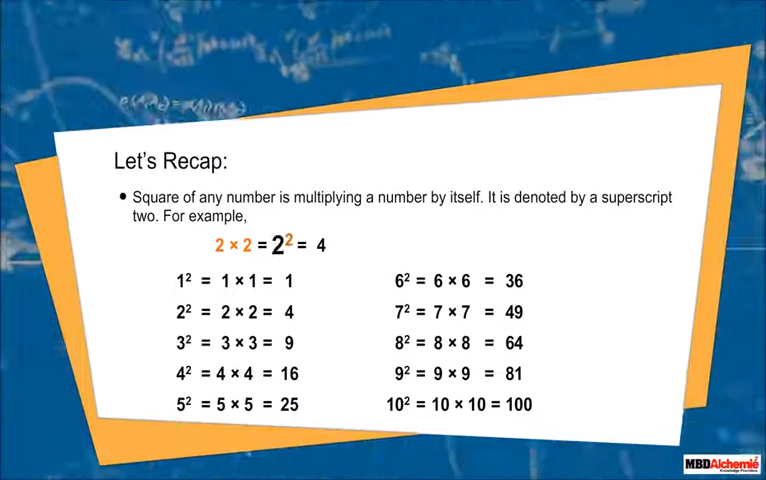 Let's Recap:
• Square of any number is multiplying a number by itself. It is denoted by a superscript
two. For example,
2 × 2 = 2² = 4
1² = 1 × 1 = 1
2² = 2 × 2 = 4
3² = 3 × 3 = 9
4² = 4 × 4 = 16
5² = 5 × 5 = 25
6² = 6 × 6 = 36
7² = 7 × 7 = 49
8² = 8 × 8 = 64
9² = 9 × 9 = 81
10² = 10 × 10 = 100
MBDAlchemie
Knowledge Providers